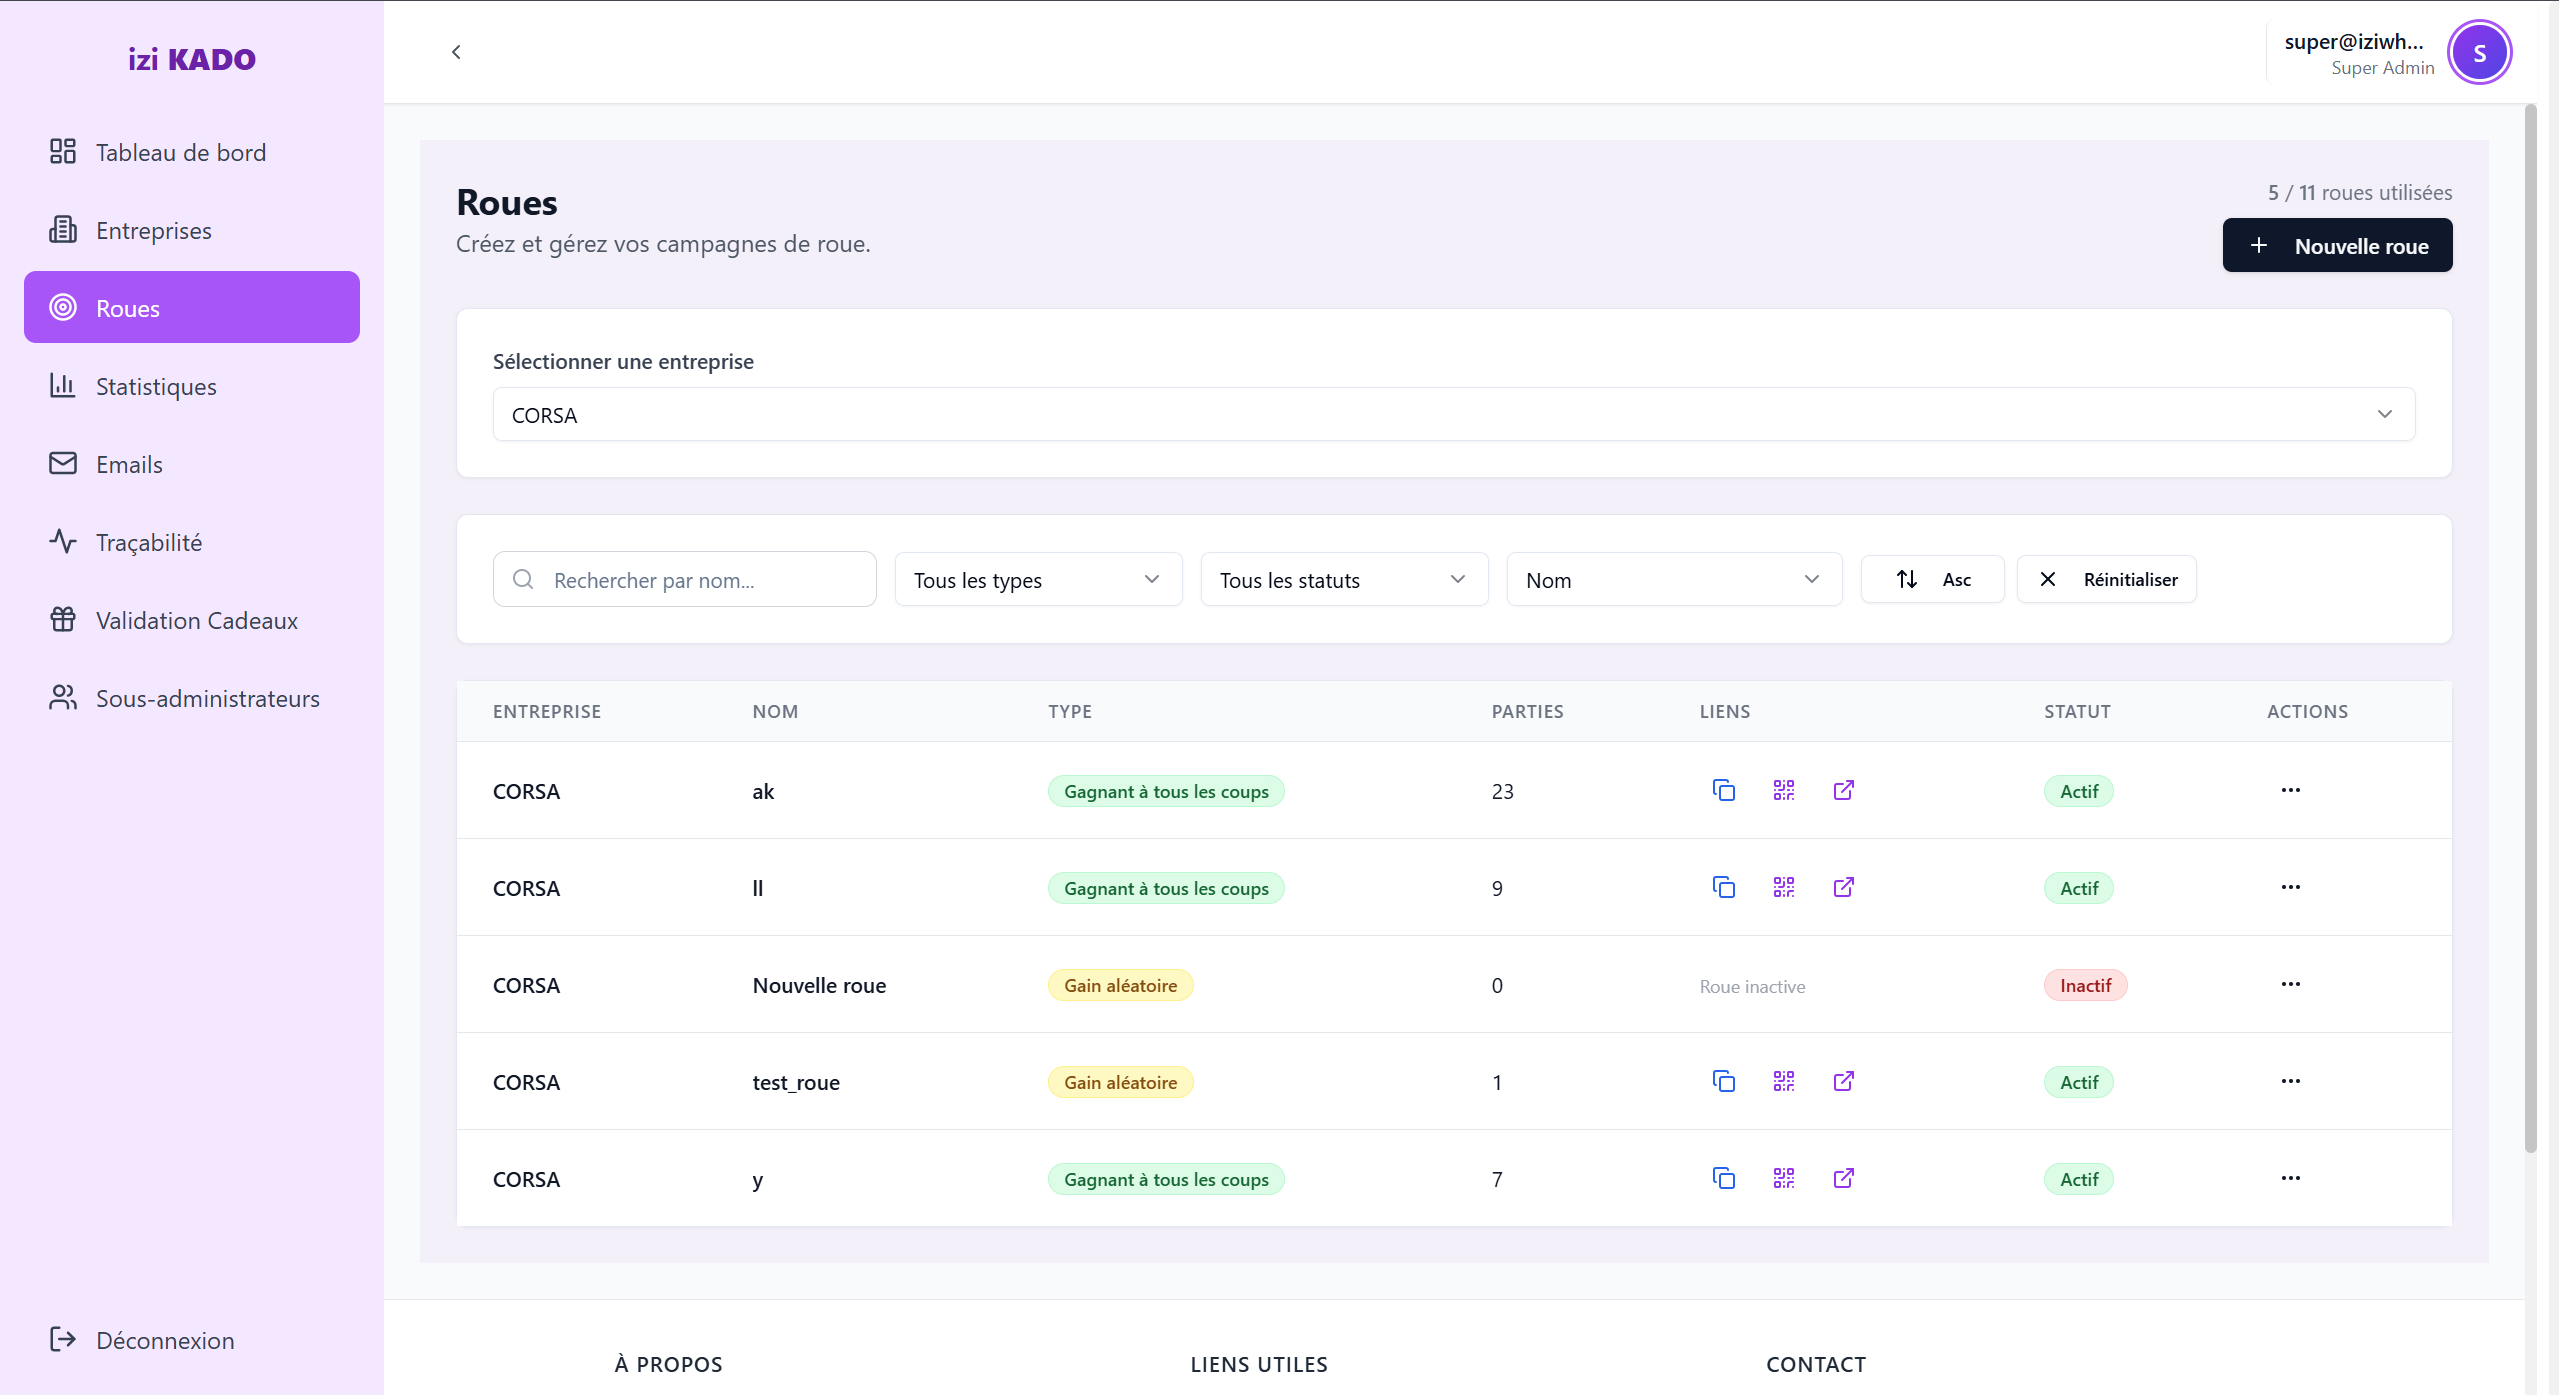 izi KADO
Tableau de bord
Entreprises
Roues
Statistiques
Emails
Traçabilité
Validation Cadeaux
Sous-administrateurs
Déconnexion
super@iziwh...
Super Admin
S
Roues
Créez et gérez vos campagnes de roue.
5 / 11 roues utilisées
Nouvelle roue
Sélectionner une entreprise
CORSA
Rechercher par nom...
Tous les types
Tous les statuts
Nom
Asc
Réinitialiser
ENTREPRISE NOM TYPE PARTIES LIENS STATUT ACTIONS
CORSA ak Gagnant à tous les coups 23 Actif
CORSA ll Gagnant à tous les coups 9 Actif
CORSA Nouvelle roue Gain aléatoire 0 Roue inactive Inactif
CORSA test_roue Gain aléatoire 1 Actif
CORSA y Gagnant à tous les coups 7 Actif
À PROPOS LIENS UTILES CONTACT